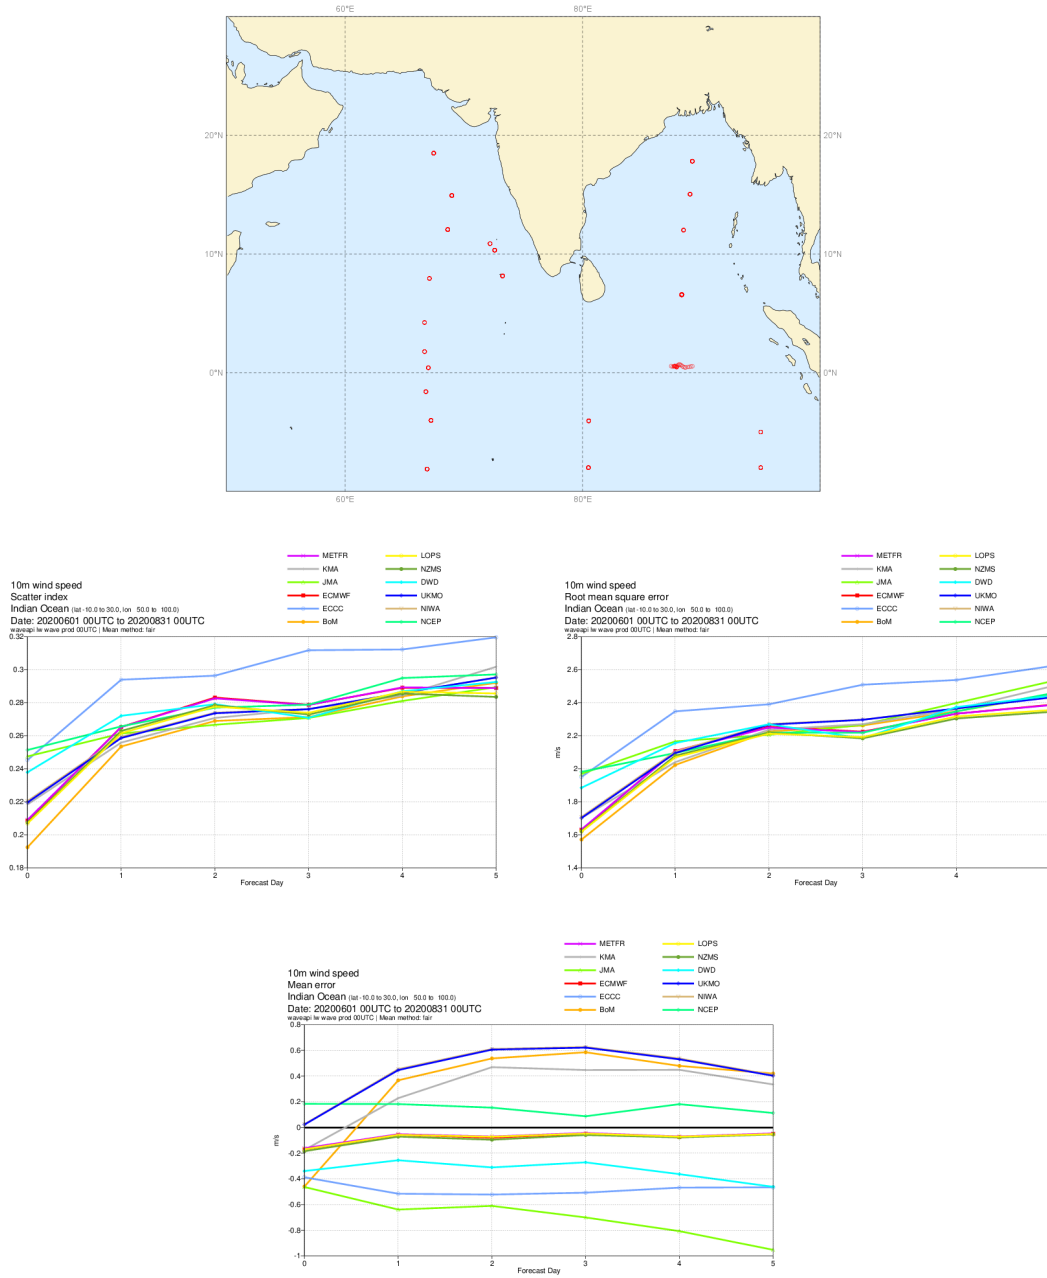 60°E 80°E
20°N 20°N
10°N 10°N
0°N 0°N
60°E 80°E
METFR LOPS
KMA NZMS
JMA DWD
ECMWF UKMO
ECCC NIWA
BoM NCEP
10m wind speed
Scatter index
Indian Ocean (lat -10.0 to 30.0, lon 50.0 to 100.0)
Date: 20200601 00UTC to 20200831 00UTC
waveapi lw wave prod 00UTC | Mean method: fair
0.32
0.3
0.28
0.26
0.24
0.22
0.2
0.18
0 1 2 3 4 5
Forecast Day
METFR LOPS
KMA NZMS
JMA DWD
ECMWF UKMO
ECCC NIWA
BoM NCEP
10m wind speed
Root mean square error
Indian Ocean (lat -10.0 to 30.0, lon 50.0 to 100.0)
Date: 20200601 00UTC to 20200831 00UTC
waveapi lw wave prod 00UTC | Mean method: fair
2.8
2.6
2.4
2.2
2
1.8
1.6
1.4
m/s
0 1 2 3 4
Forecast Day
METFR LOPS
KMA NZMS
JMA DWD
ECMWF UKMO
ECCC NIWA
BoM NCEP
10m wind speed
Mean error
Indian Ocean (lat -10.0 to 30.0, lon 50.0 to 100.0)
Date: 20200601 00UTC to 20200831 00UTC
waveapi lw wave prod 00UTC | Mean method: fair
0.8
0.6
0.4
0.2
0
-0.2
-0.4
-0.6
-0.8
-1
m/s
0 1 2 3 4 5
Forecast Day